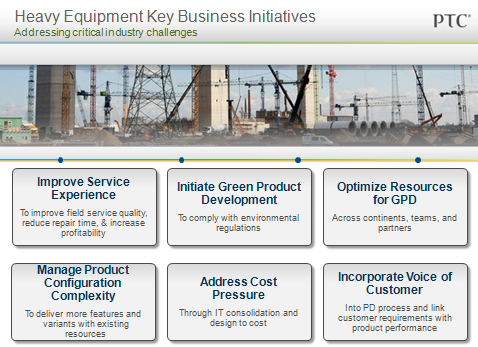 Heavy Equipment Key Business Initiatives
Addressing critical industry challenges
PTC®
Improve Service
Experience
To improve field service quality,
reduce repair time, & increase
profitability
Initiate Green Product
Development
To comply with environmental
regulations
Optimize Resources
for GPD
Across continents, teams, and
partners
Manage Product
Configuration
Complexity
To deliver more features and
variants with existing
resources
Address Cost
Pressure
Through IT consolidation and
design to cost
Incorporate Voice of
Customer
Into PD process and link
customer requirements with
product performance